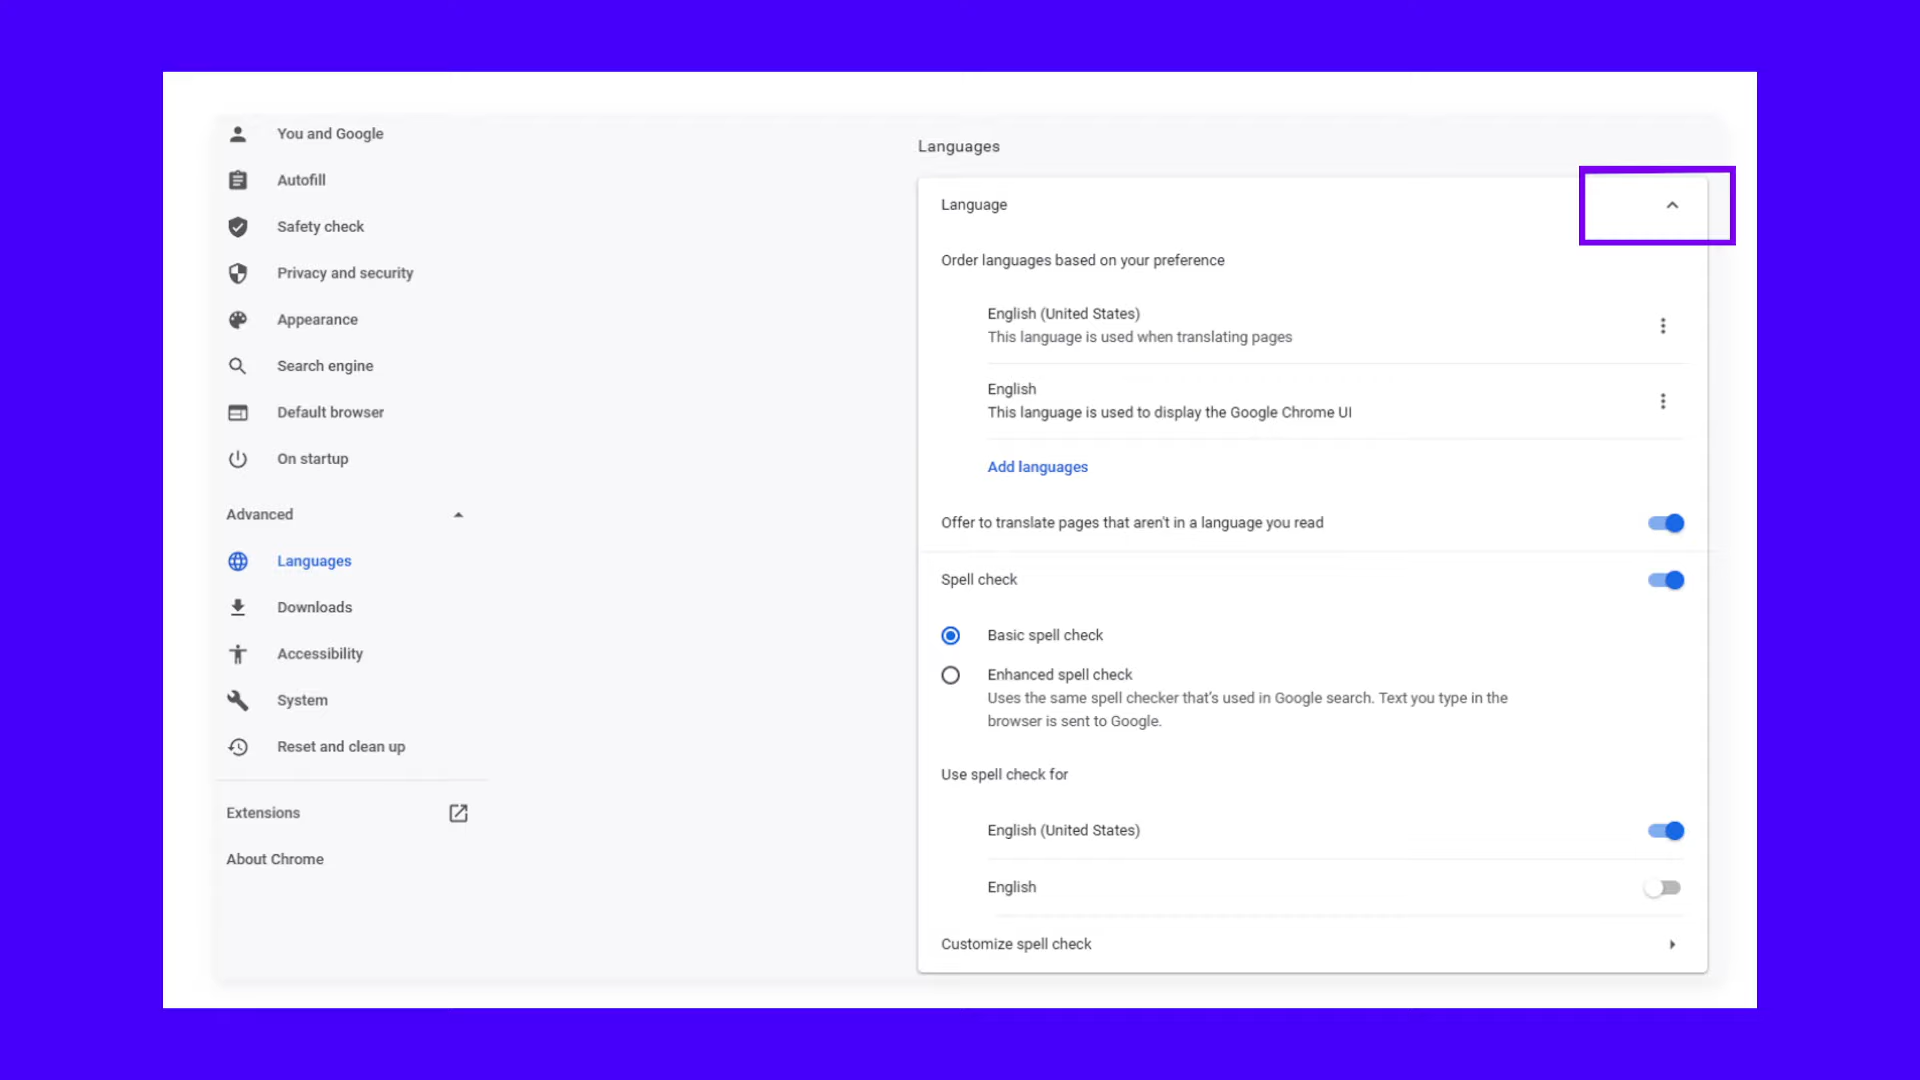 You and Google
Autofill
Safety check
Privacy and security
Appearance
Search engine
Default browser
On startup
Advanced
Languages
Downloads
Accessibility
System
Reset and clean up
Extensions
About Chrome
Languages
Language
Order languages based on your preference
English (United States)
This language is used when translating pages
English
This language is used to display the Google Chrome UI
Add languages
Offer to translate pages that aren't in a language you read
Spell check
Basic spell check
Enhanced spell check
Uses the same spell checker that's used in Google search. Text you type in the
browser is sent to Google.
Use spell check for
English (United States)
English
Customize spell check